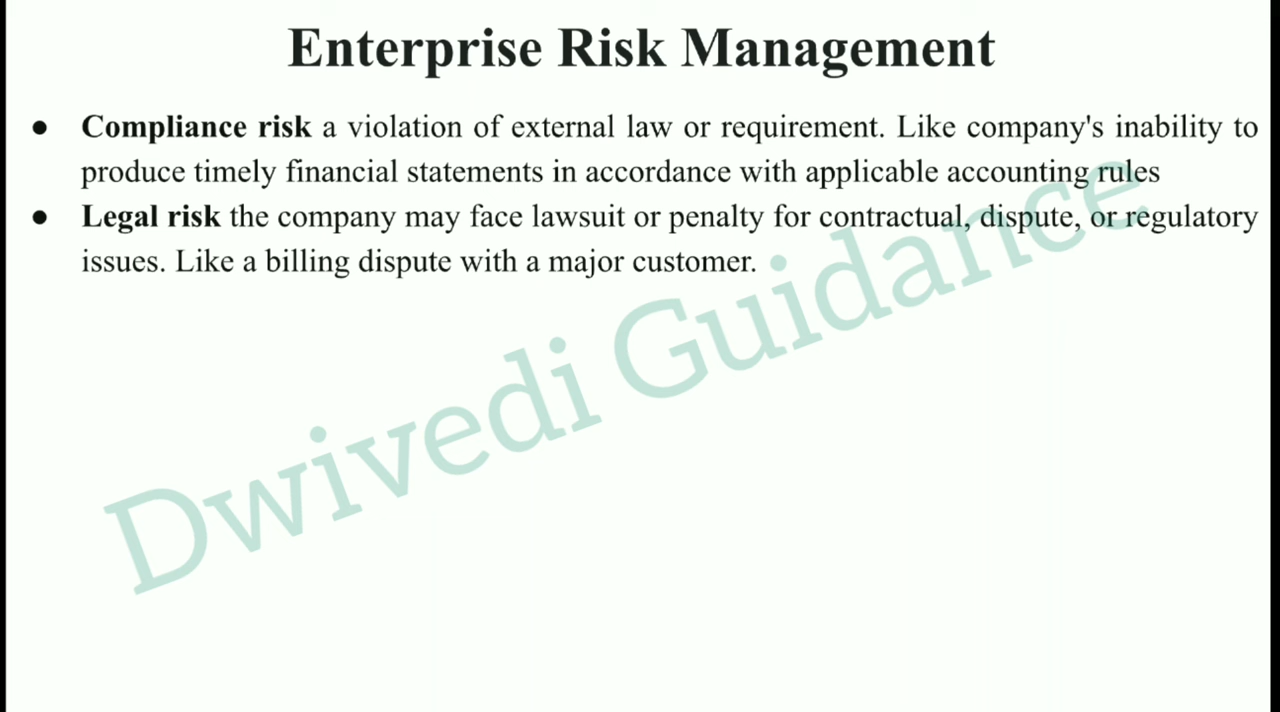 Enterprise Risk Management
● Compliance risk a violation of external law or requirement. Like company's inability to
produce timely financial statements in accordance with applicable accounting rules
● Legal risk the company may face lawsuit or penalty for contractual, dispute, or regulatory
issues. Like a billing dispute with a major customer.
Dwivedi Guidance